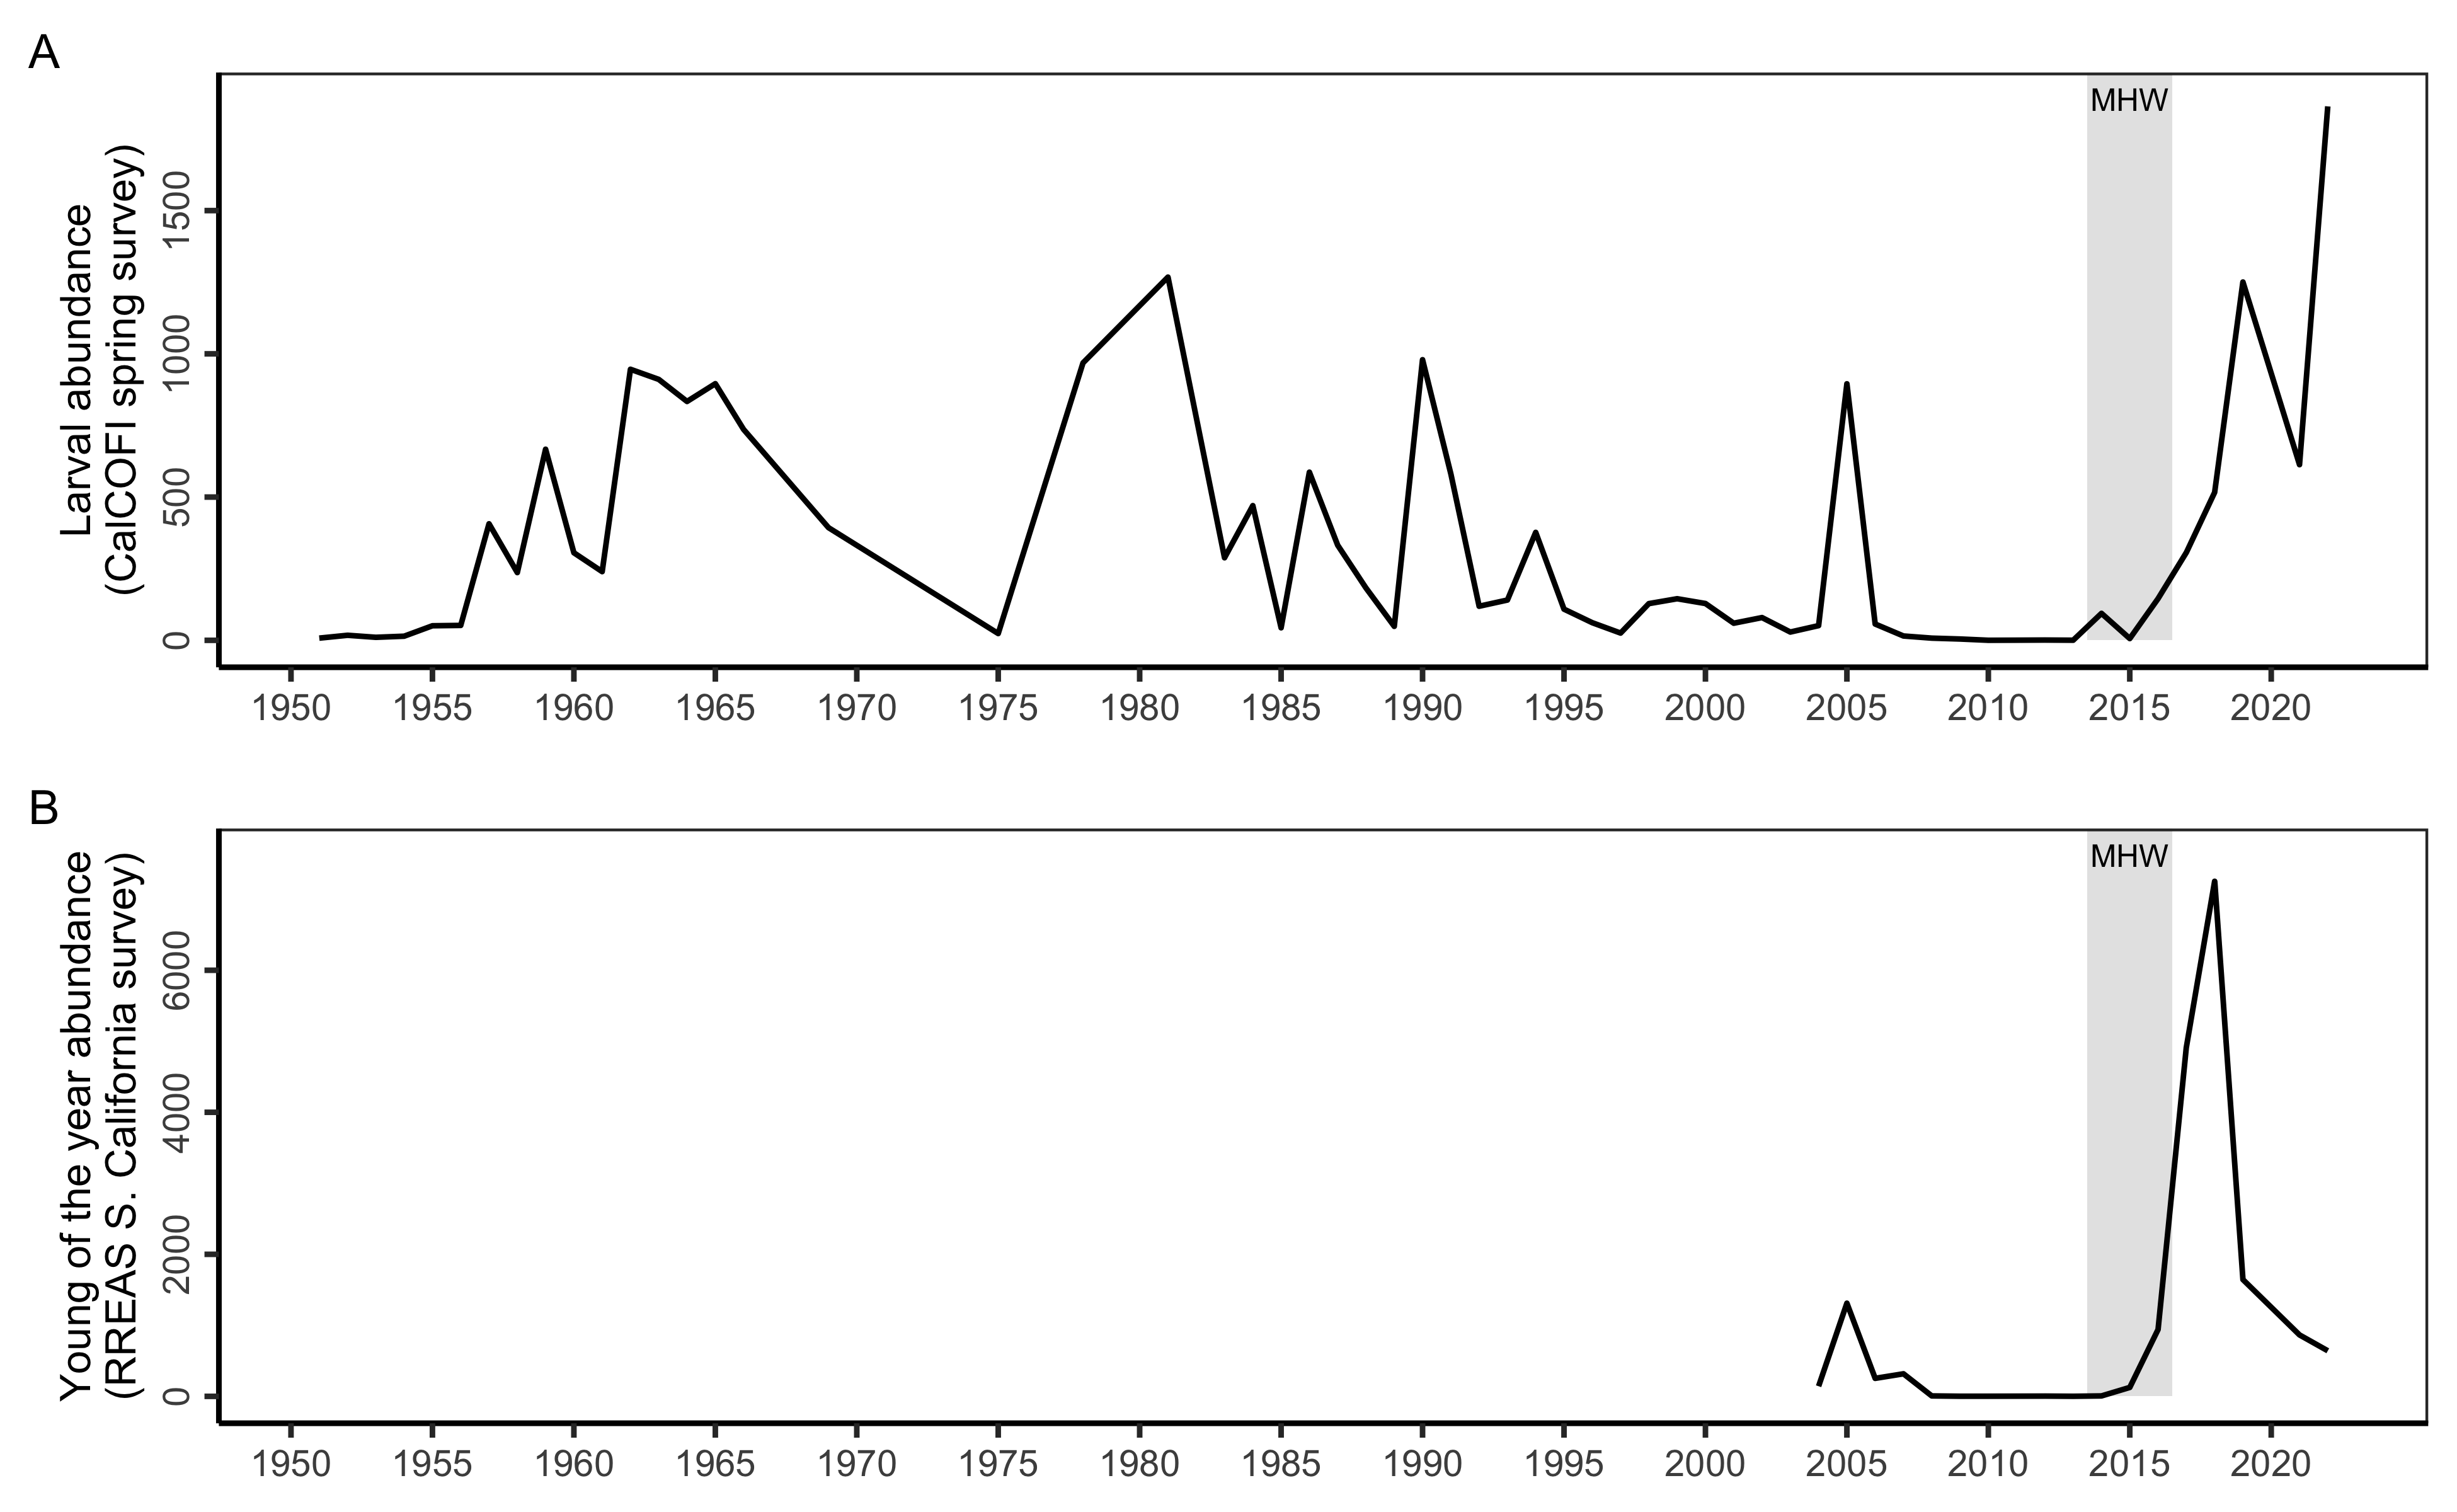 A
MHW
Larval abundance
(CalCOFI spring survey)
1500
1000
500
0
1950 1955 1960 1965 1970 1975 1980 1985 1990 1995 2000 2005 2010 2015 2020
B
MHW
Young of the year abundance
(RREAS S. California survey)
6000
4000
2000
0
1950 1955 1960 1965 1970 1975 1980 1985 1990 1995 2000 2005 2010 2015 2020